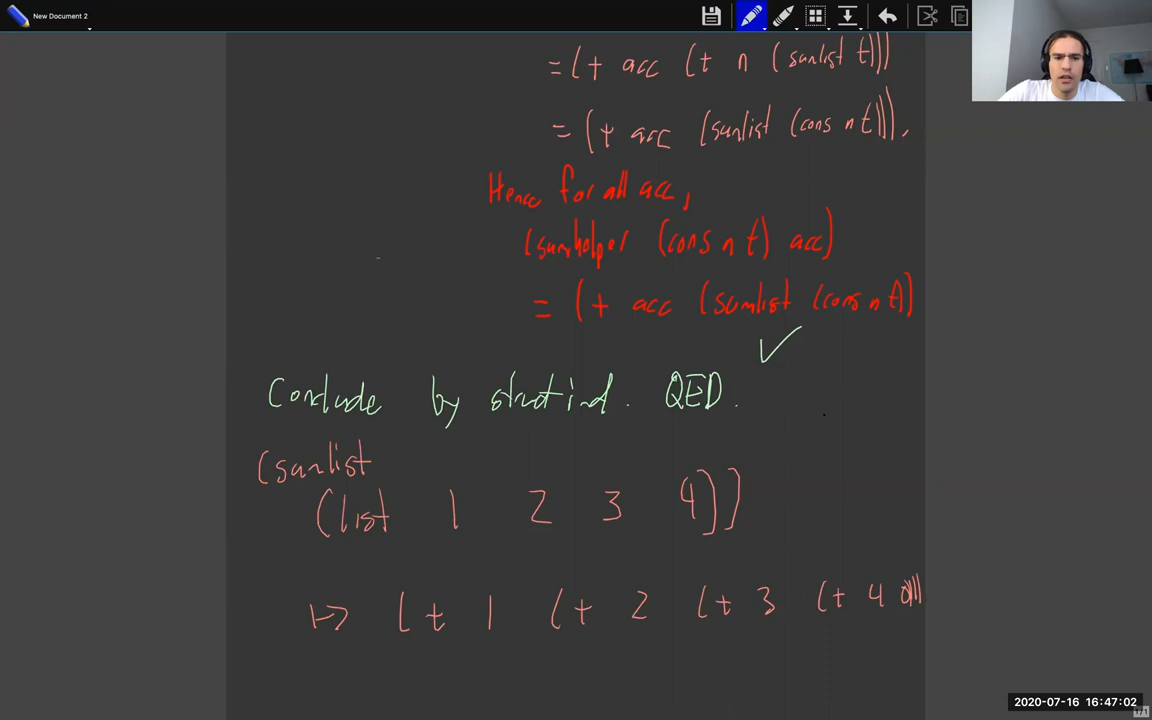 New Document 2
= (+ acc (+ n (sumlist t)))
= (+ acc (sumlist (cons n t))).
Hence for all acc,
(sumhelper (cons n t) acc)
= (+ acc (sumlist (cons n t))
✓
Conclude by struct ind. QED.
(sumlist
(list 1 2 3 4))
↦ (+ 1 (+ 2 (+ 3 (+ 4 0))))
2020-07-16 16:47:02